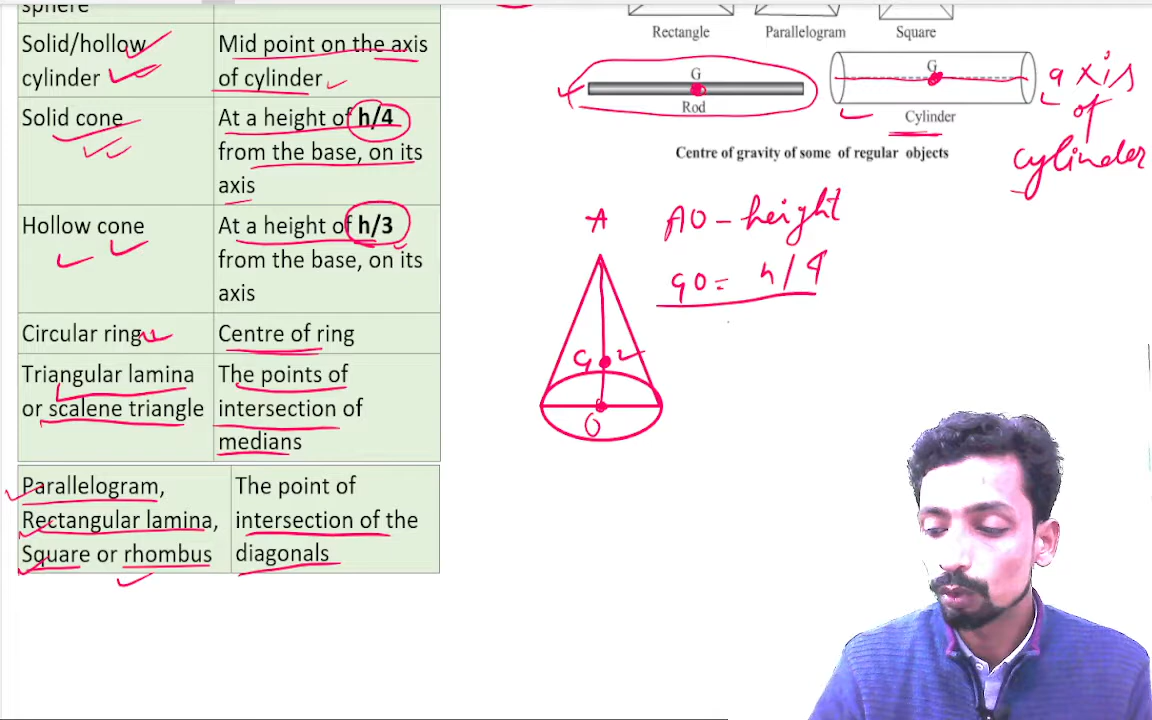 sphere
Solid/hollow
cylinder
Mid point on the axis
of cylinder
Solid cone
At a height of h/4
from the base, on its
axis
Hollow cone
At a height of h/3
from the base, on its
axis
Circular ring
Centre of ring
Triangular lamina
or scalene triangle
The points of
intersection of
medians
Parallelogram,
Rectangular lamina,
Square or rhombus
The point of
intersection of the
diagonals
Rectangle
Parallelogram
Square
G
Rod
G
Cylinder
Centre of gravity of some of regular objects
axis
of
cylinder
A
AO - height
GO = h/4
G
O